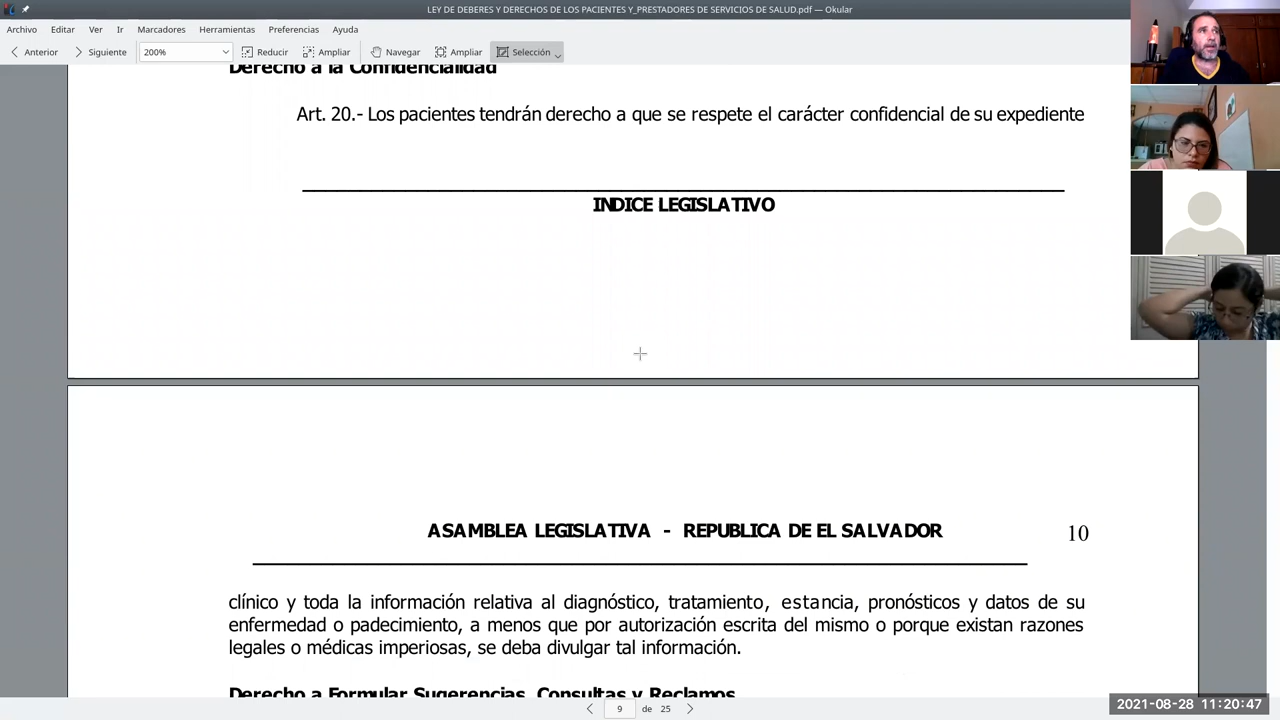 LEY DE DEBERES Y DERECHOS DE LOS PACIENTES Y_PRESTADORES DE SERVICIOS DE SALUD.pdf — Okular
Archivo Editar Ver Ir Marcadores Herramientas Preferencias Ayuda
Anterior Siguiente 200% Reducir Ampliar Navegar Ampliar Selección
Derecho a la Confidencialidad
Art. 20.- Los pacientes tendrán derecho a que se respete el carácter confidencial de su expediente
INDICE LEGISLATIVO
ASAMBLEA LEGISLATIVA - REPUBLICA DE EL SALVADOR 10
clínico y toda la información relativa al diagnóstico, tratamiento, estancia, pronósticos y datos de su
enfermedad o padecimiento, a menos que por autorización escrita del mismo o porque existan razones
legales o médicas imperiosas, se deba divulgar tal información.
Derecho a Formular Sugerencias, Consultas y Reclamos
9 de 25
2021-08-28 11:20:47